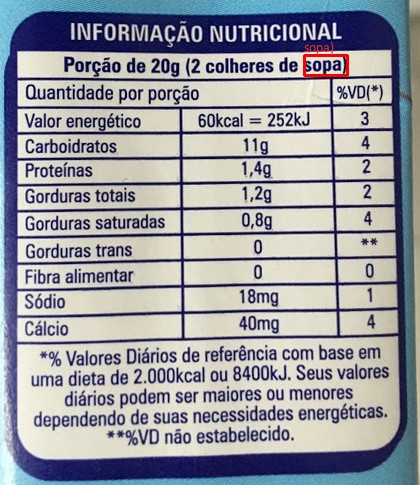 INFORMAÇÃO NUTRICIONAL
sopa)
Porção de 20g (2 colheres de sopa)
Quantidade por porção %VD(*)
Valor energético 60kcal = 252kJ 3
Carboidratos 11g 4
Proteínas 1,4g 2
Gorduras totais 1,2g 2
Gorduras saturadas 0,8g 4
Gorduras trans 0 **
Fibra alimentar 0 0
Sódio 18mg 1
Cálcio 40mg 4
*% Valores Diários de referência com base em
uma dieta de 2.000kcal ou 8400kJ. Seus valores
diários podem ser maiores ou menores
dependendo de suas necessidades energéticas.
**%VD não estabelecido.